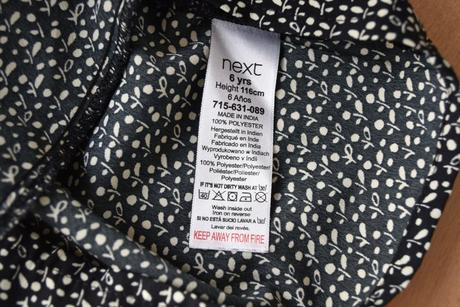 next
6 yrs
Height 116cm
6 Años
715-631-089
MADE IN INDIA
100% POLYESTER
Hergestellt in Indien
Fabriqué en Inde
Fabricado en India
Wyprodukowano w Indiach
Vyrobeno v Indii
100% Polyester/Polyester/
Poliéster/Poliester/
Polyester
IF IT'S NOT DIRTY WASH AT 30°
Wash inside out
Iron on reverse
SI NO ESTÁ SUCIO LAVAR A 30°
Lavar del revés.
KEEP AWAY FROM FIRE